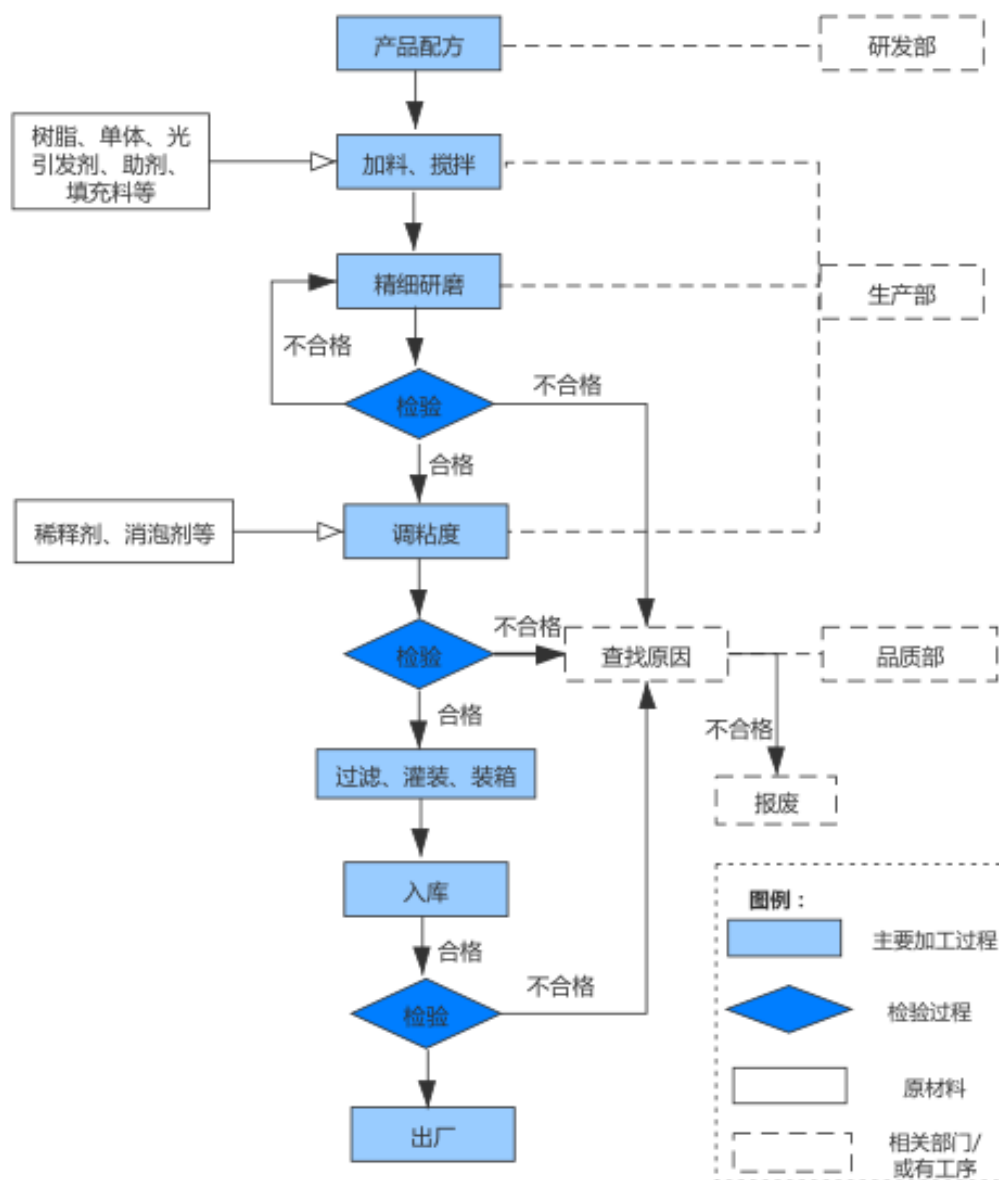 产品配方
研发部
树脂、单体、光
引发剂、助剂、
填充料等
加料、搅拌
精细研磨
生产部
不合格
不合格
检验
合格
稀释剂、消泡剂等
调粘度
不合格
检验
查找原因
品质部
合格
不合格
过滤、灌装、装箱
报废
入库
图例：
主要加工过程
合格
不合格
检验
检验过程
原材料
出厂
相关部门/
或有工序